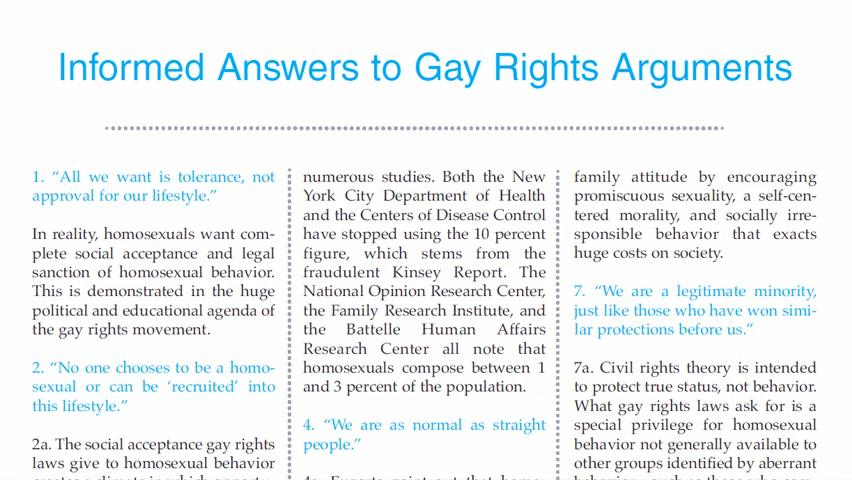 Informed Answers to Gay Rights Arguments
1. “All we want is tolerance, not
approval for our lifestyle.”
In reality, homosexuals want com-
plete social acceptance and legal
sanction of homosexual behavior.
This is demonstrated in the huge
political and educational agenda of
the gay rights movement.
2. “No one chooses to be a homo-
sexual or can be ‘recruited’ into
this lifestyle.”
2a. The social acceptance gay rights
laws give to homosexual behavior
numerous studies. Both the New
York City Department of Health
and the Centers of Disease Control
have stopped using the 10 percent
figure, which stems from the
fraudulent Kinsey Report. The
National Opinion Research Center,
the Family Research Institute, and
the Battelle Human Affairs
Research Center all note that
homosexuals compose between 1
and 3 percent of the population.
4. “We are as normal as straight
people.”
family attitude by encouraging
promiscuous sexuality, a self-cen-
tered morality, and socially irre-
sponsible behavior that exacts
huge costs on society.
7. “We are a legitimate minority,
just like those who have won simi-
lar protections before us.”
7a. Civil rights theory is intended
to protect true status, not behavior.
What gay rights laws ask for is a
special privilege for homosexual
behavior not generally available to
other groups identified by aberrant